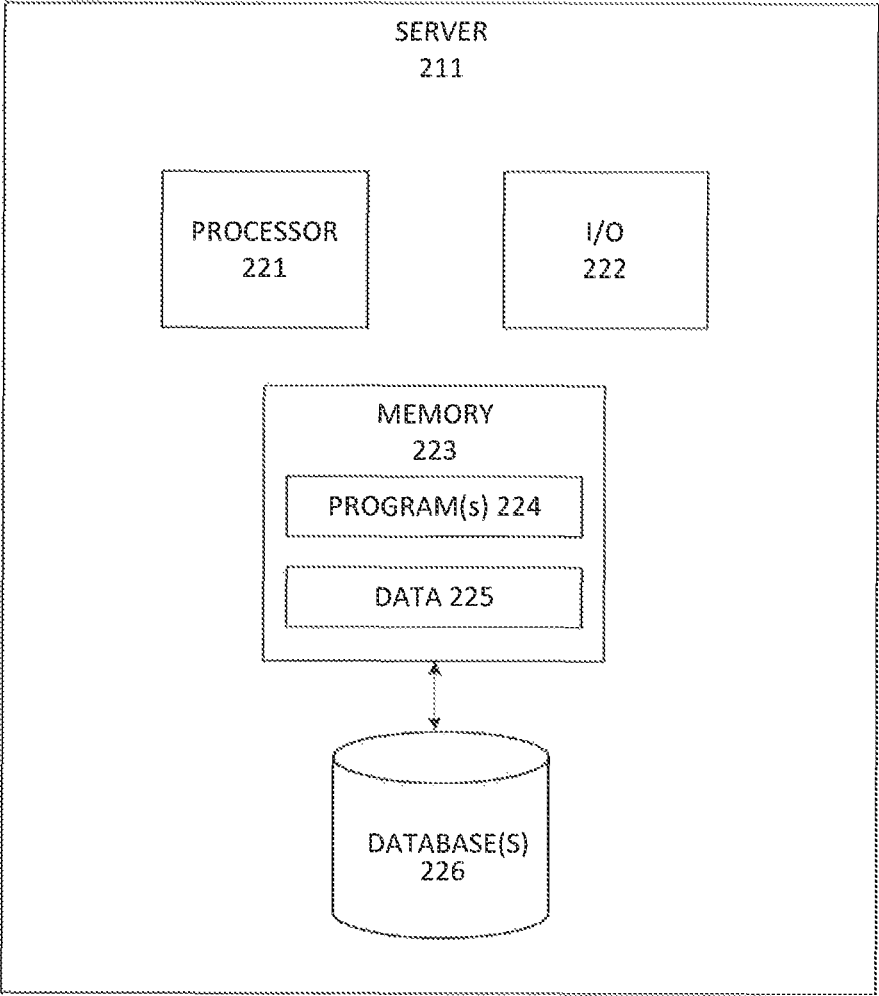 SERVER
211
PROCESSOR
221
I/O
222
MEMORY
223
PROGRAM(s) 224
DATA 225
DATABASE(S)
226